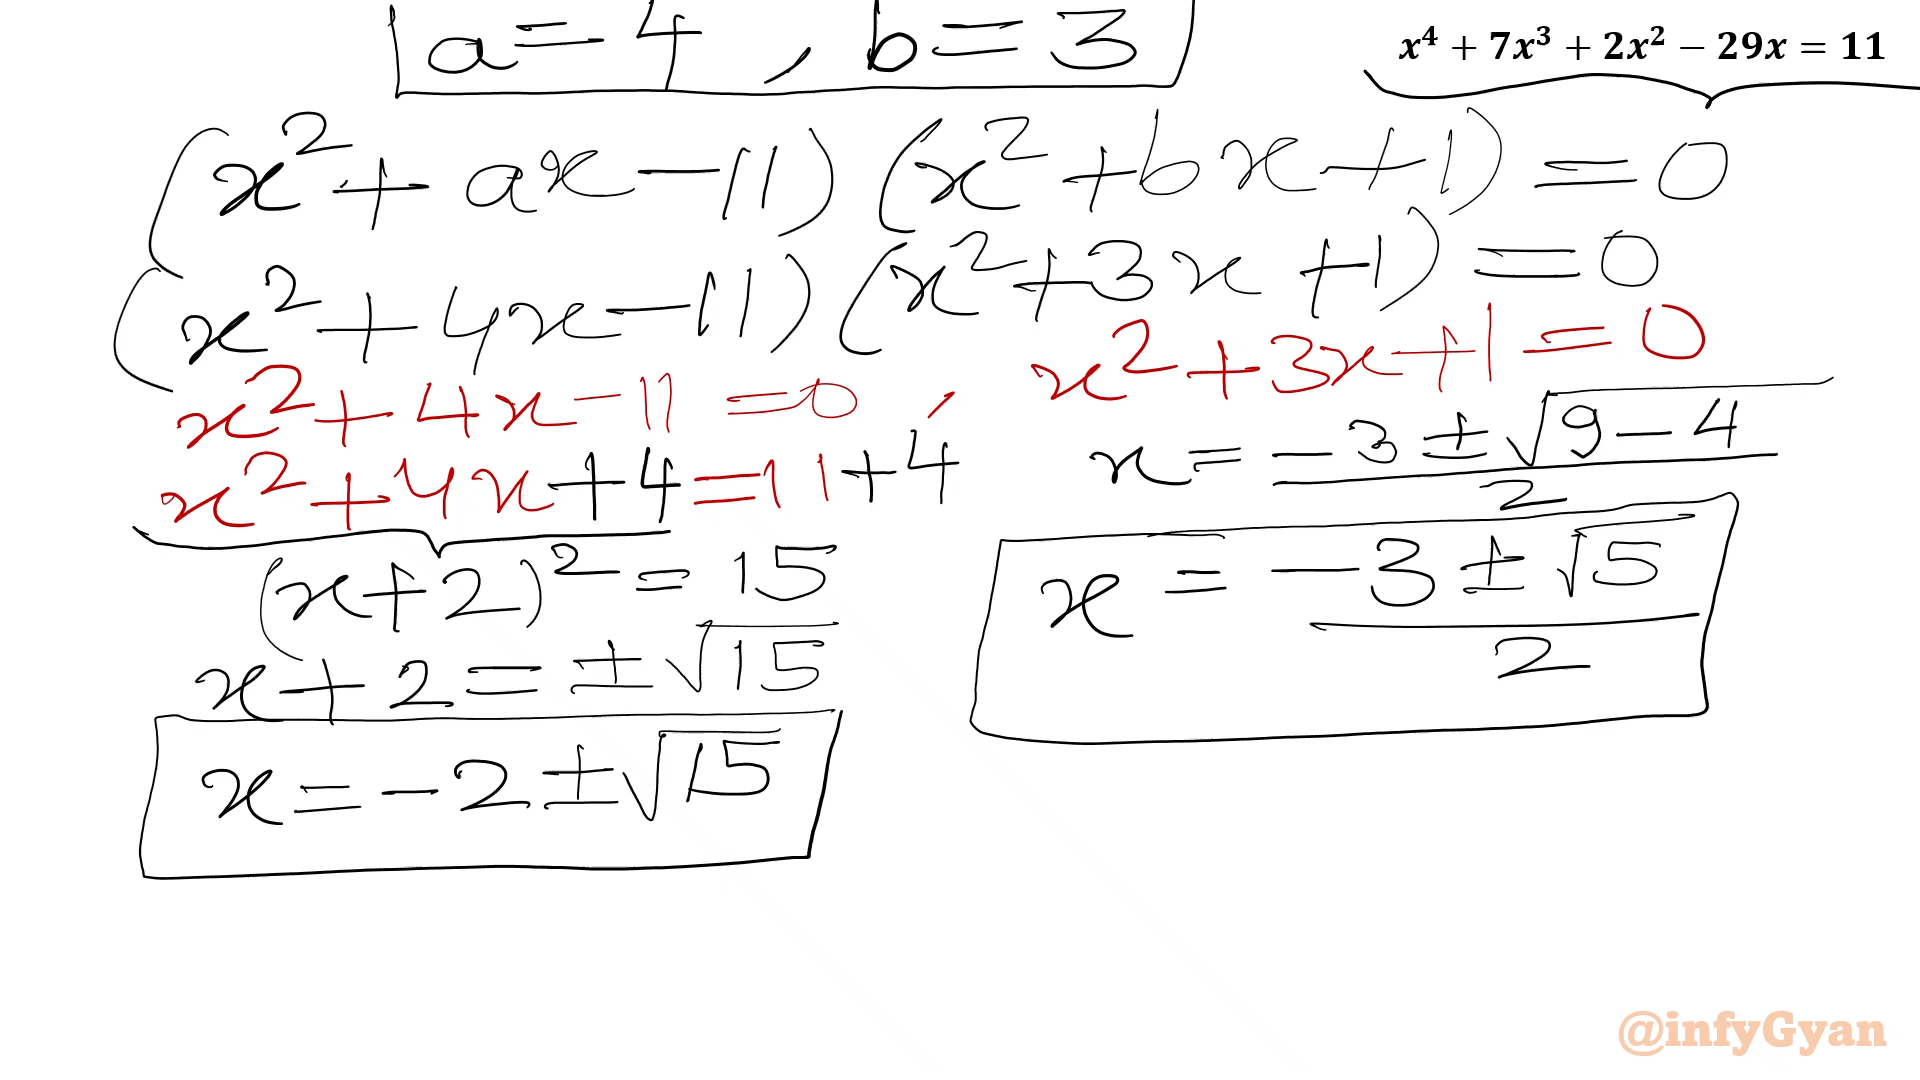 a = 4 , b = 3
x⁴ + 7x³ + 2x² − 29x = 11
(x² + ax − 11) (x² + bx + 1) = 0
(x² + 4x − 11) (x² + 3x + 1) = 0
x² + 4x − 11 = 0 , x² + 3x + 1 = 0
x² + 4x + 4 = 11 + 4
(x + 2)² = 15
x + 2 = ± √15
x = −2 ± √15
x = (−3 ± √(9 − 4)) / 2
x = (−3 ± √5) / 2
@infyGyan